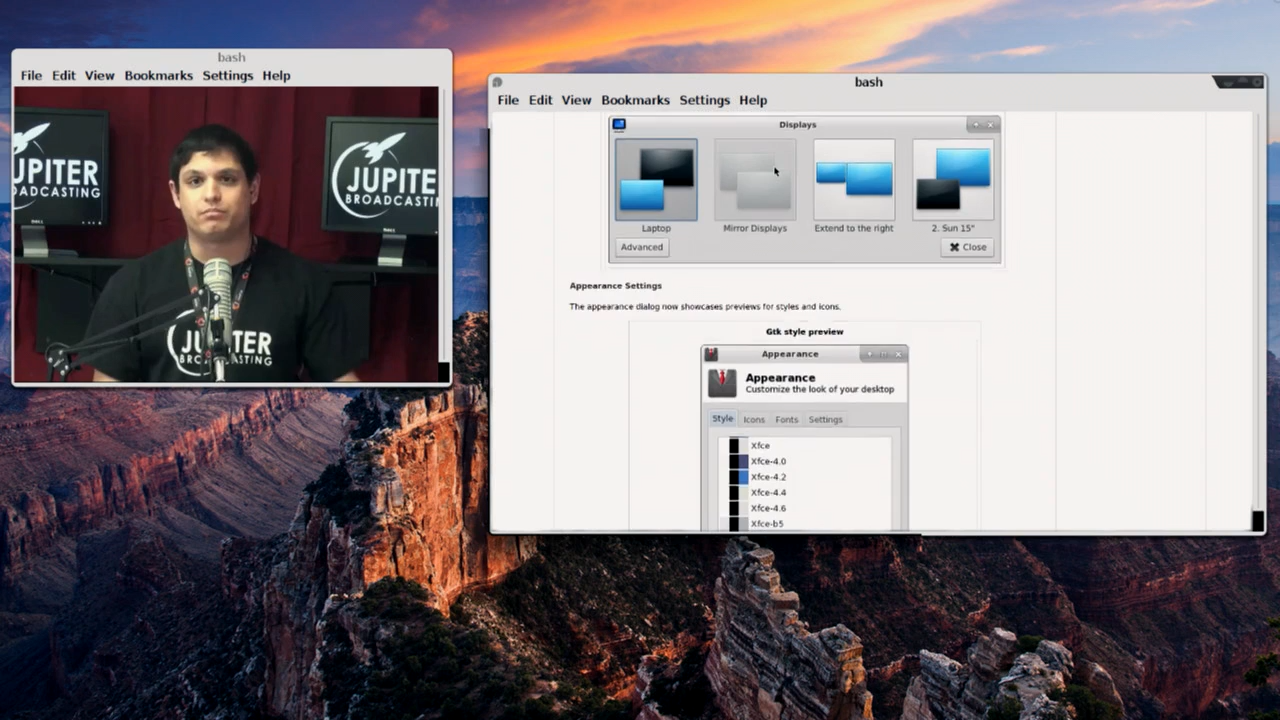 bash
File Edit View Bookmarks Settings Help
JUPITER
BROADCASTING
JUPITER
BROADCASTING
JUPITER
BROADCASTING
bash
File Edit View Bookmarks Settings Help
Displays
Laptop
Mirror Displays
Extend to the right
2. Sun 15"
Advanced
Close
Appearance Settings
The appearance dialog now showcases previews for styles and icons.
Gtk style preview
Appearance
Appearance
Customize the look of your desktop
Style Icons Fonts Settings
Xfce
Xfce-4.0
Xfce-4.2
Xfce-4.4
Xfce-4.6
Xfce-b5